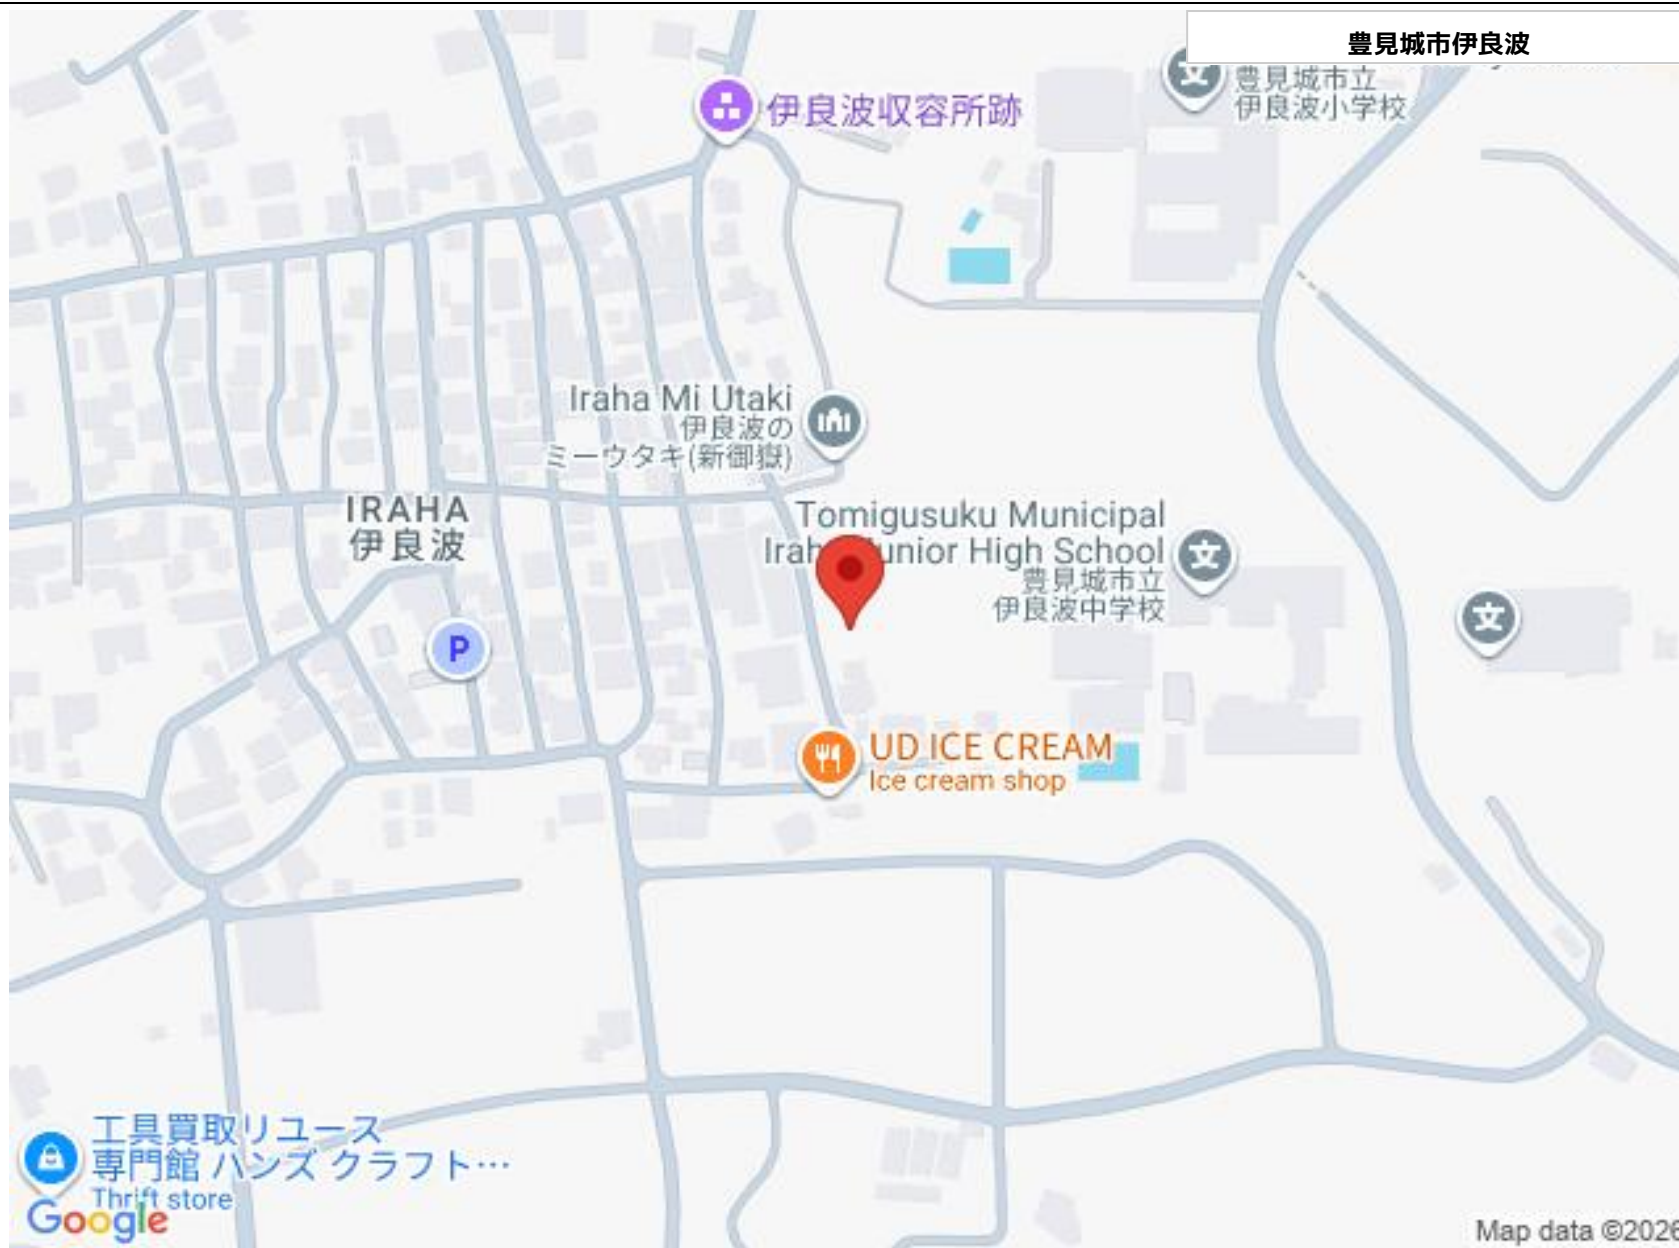 豊見城市伊良波
豊見城市立
伊良波小学校
伊良波収容所跡
Iraha Mi Utaki
伊良波の
ミーウタキ(新御嶽)
IRAHA
伊良波
Tomigusuku Municipal
Junior High School
豊見城市立
伊良波中学校
P
UD ICE CREAM
Ice cream shop
工具買取リユース
専門館 ハンズ クラフト…
Thrift store
Google
Map data ©2026
文
文
文